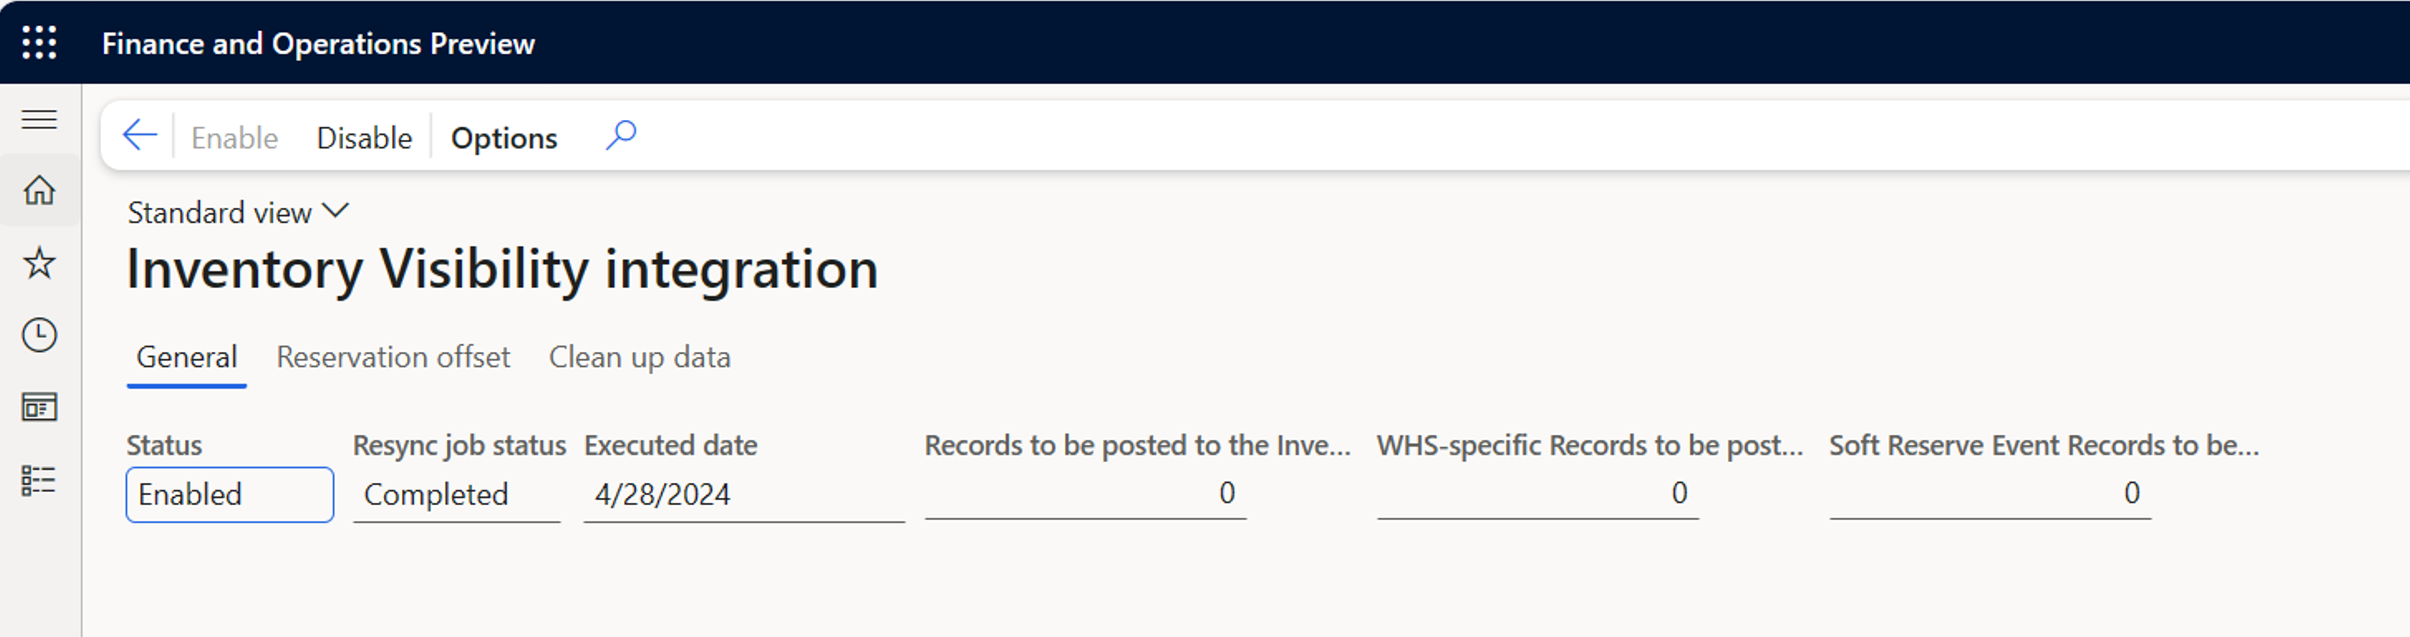 Finance and Operations Preview
Enable Disable Options
Standard view
Inventory Visibility integration
General Reservation offset Clean up data
Status Resync job status Executed date Records to be posted to the Inve... WHS-specific Records to be post... Soft Reserve Event Records to be...
Enabled Completed 4/28/2024 0 0 0